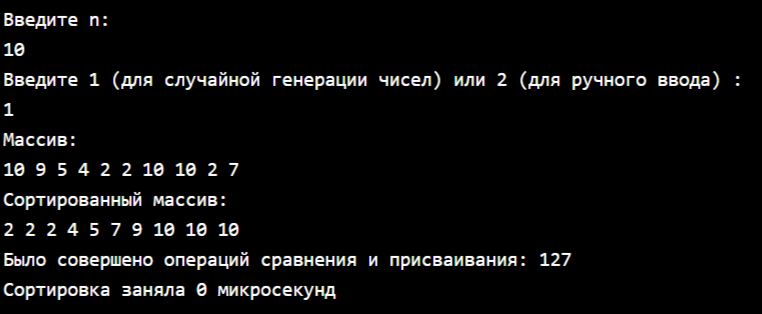 Введите n:
10
Введите 1 (для случайной генерации чисел) или 2 (для ручного ввода) :
1
Массив:
10 9 5 4 2 2 10 10 2 7
Сортированный массив:
2 2 2 4 5 7 9 10 10 10
Было совершено операций сравнения и присваивания: 127
Сортировка заняла 0 микросекунд